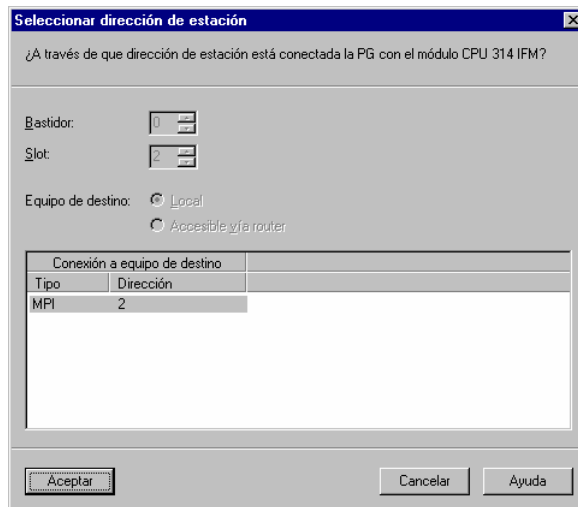 Seleccionar dirección de estación
¿A través de que dirección de estación está conectada la PG con el módulo CPU 314 IFM?
Bastidor: 0
Slot: 2
Equipo de destino: Local
Accesible vía router
Conexión a equipo de destino
Tipo Dirección
MPI 2
Aceptar Cancelar Ayuda